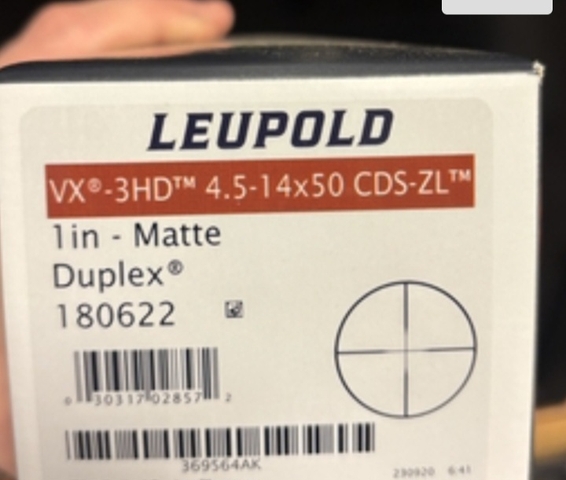 LEUPOLD
VX®-3HD™ 4.5-14x50 CDS-ZL™
1in - Matte
Duplex®
180622
0 30317 02857 2
369564AK
230920 6:41